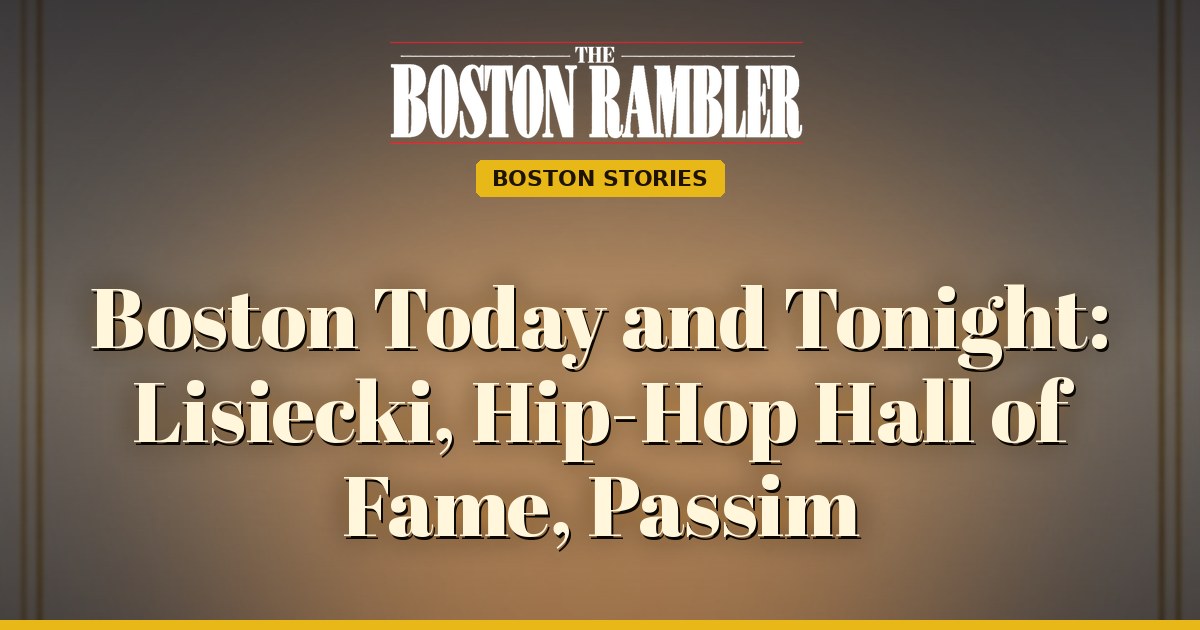 THE
BOSTON RAMBLER
BOSTON STORIES
Boston Today and Tonight:
Lisiecki, Hip-Hop Hall of
Fame, Passim